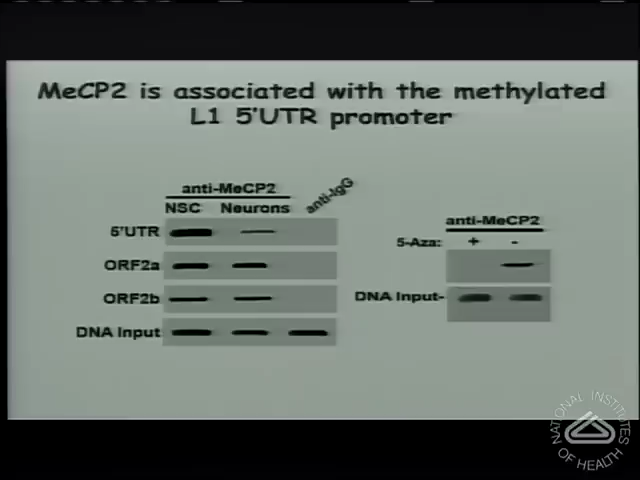 MeCP2 is associated with the methylated
L1 5'UTR promoter
anti-MeCP2
anti-IgG
NSC Neurons
5'UTR
ORF2a
ORF2b
DNA Input
anti-MeCP2
5-Aza: + -
DNA Input-
NATIONAL INSTITUTES
OF HEALTH